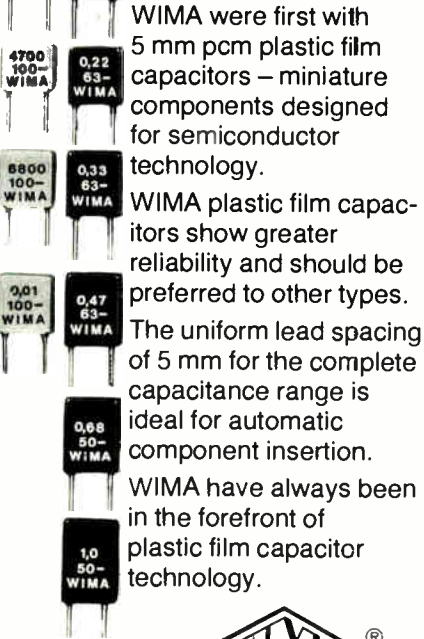 WIMA were first with
5 mm pcm plastic film
capacitors – miniature
components designed
for semiconductor
technology.
WIMA plastic film capac-
itors show greater
reliability and should be
preferred to other types.
The uniform lead spacing
of 5 mm for the complete
capacitance range is
ideal for automatic
component insertion.
WIMA have always been
in the forefront of
plastic film capacitor
technology.
4700
100-
WIMA
0,22
63-
WIMA
6800
100-
WIMA
0,33
63-
WIMA
0,01
100-
WIMA
0,47
63-
WIMA
0,68
50-
WIMA
1,0
50-
WIMA
®